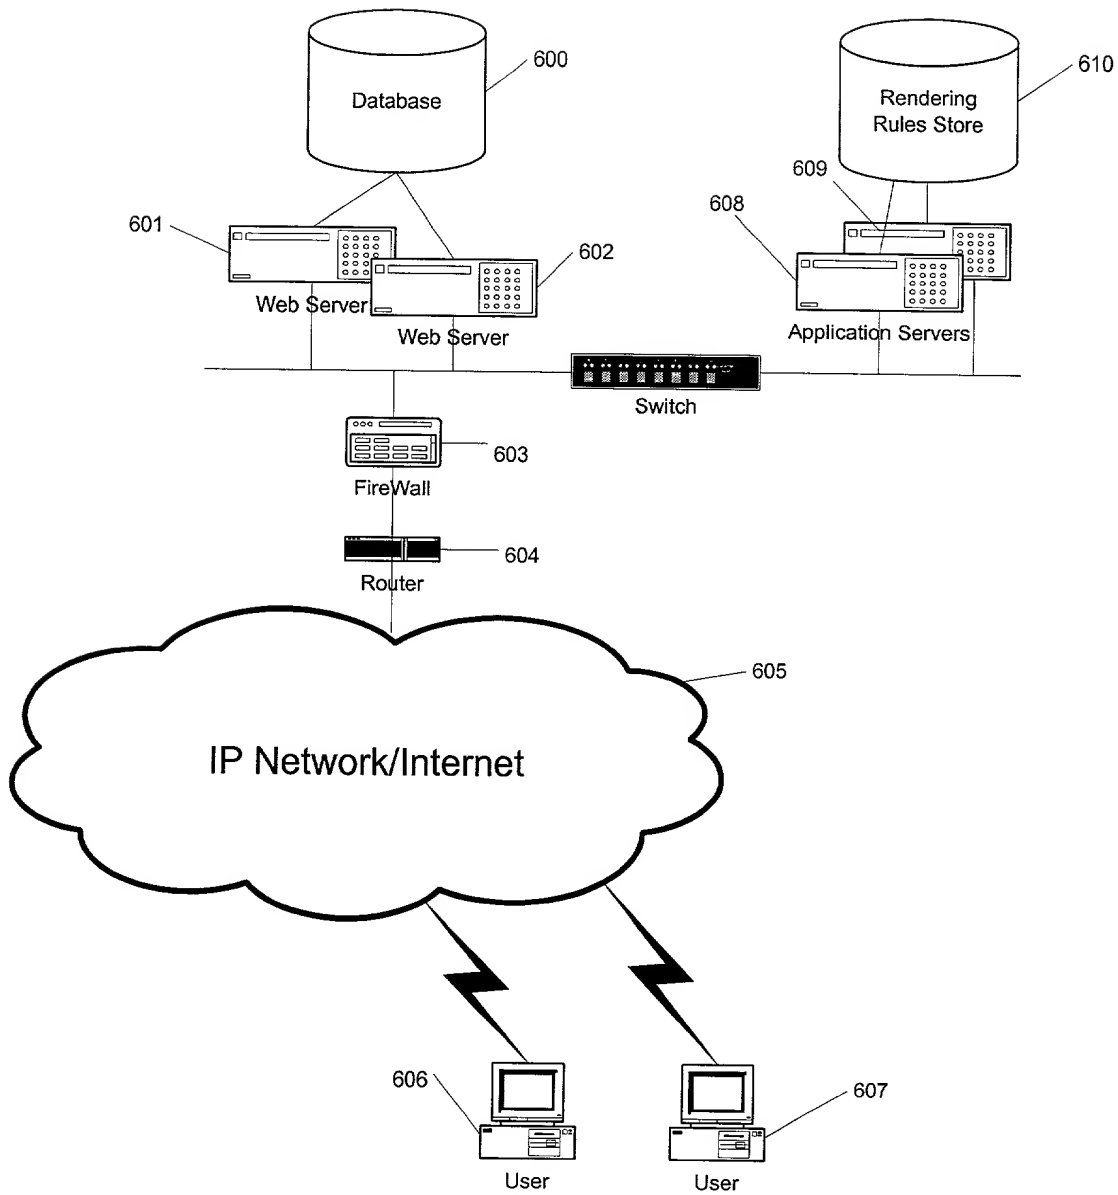 600
Database
610
Rendering
Rules Store
609
608
601
602
Web Server
Web Server
Application Servers
Switch
603
FireWall
604
Router
605
IP Network/Internet
606
607
User
User